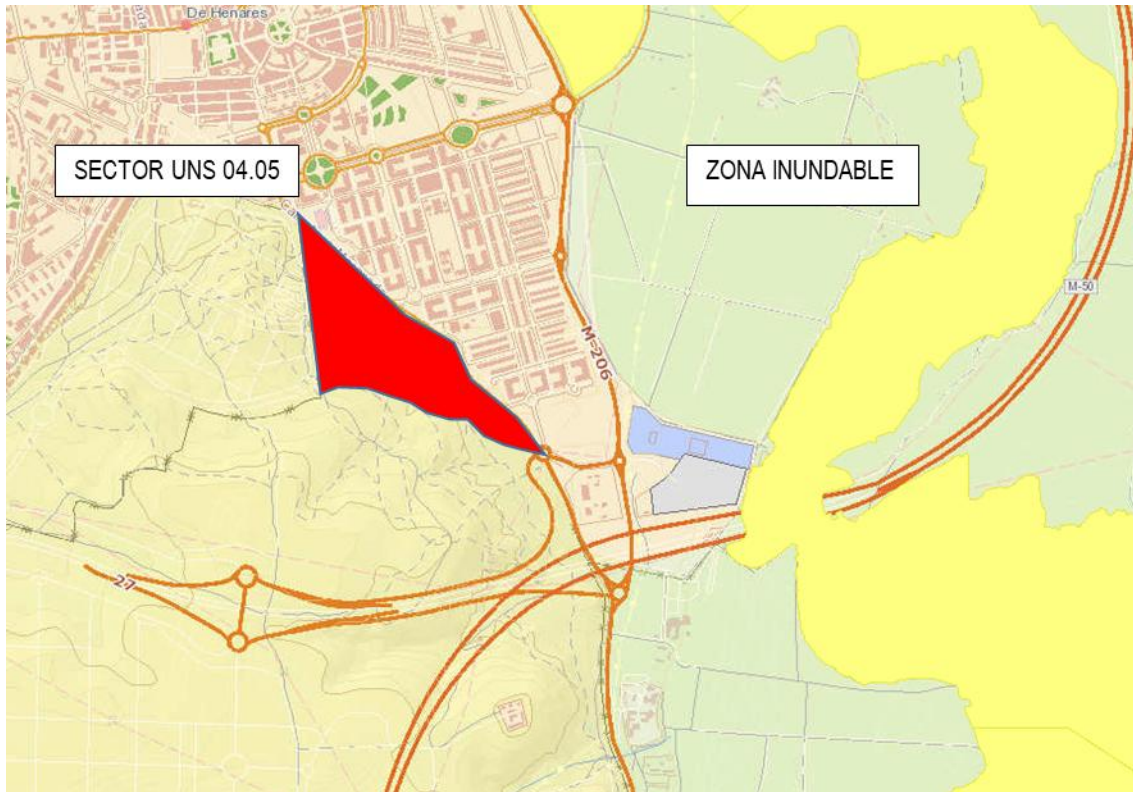 De Henares
SECTOR UNS 04.05
ZONA INUNDABLE
M-50
M-206
27